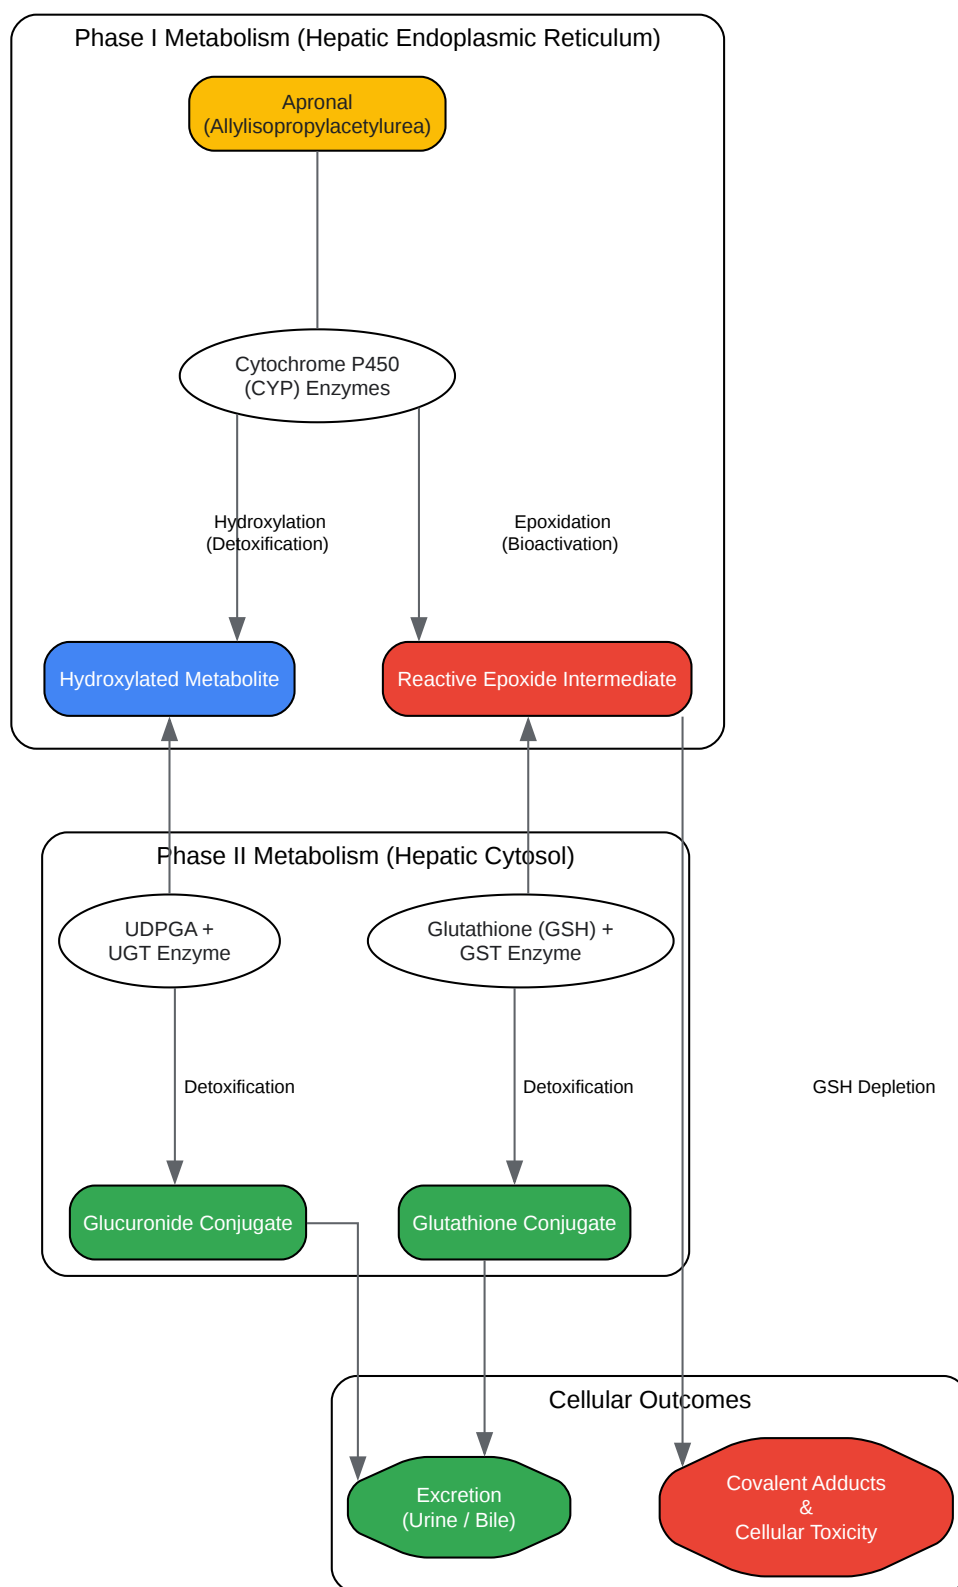 Phase I Metabolism (Hepatic Endoplasmic Reticulum)
Apronal
(Allylisopropylacetylurea)
Cytochrome P450
(CYP) Enzymes
Hydroxylation
(Detoxification)
Epoxidation
(Bioactivation)
Hydroxylated Metabolite
Reactive Epoxide Intermediate
Phase II Metabolism (Hepatic Cytosol)
UDPGA +
UGT Enzyme
Glutathione (GSH) +
GST Enzyme
Detoxification
Detoxification
GSH Depletion
Glucuronide Conjugate
Glutathione Conjugate
Cellular Outcomes
Excretion
(Urine / Bile)
Covalent Adducts
&
Cellular Toxicity